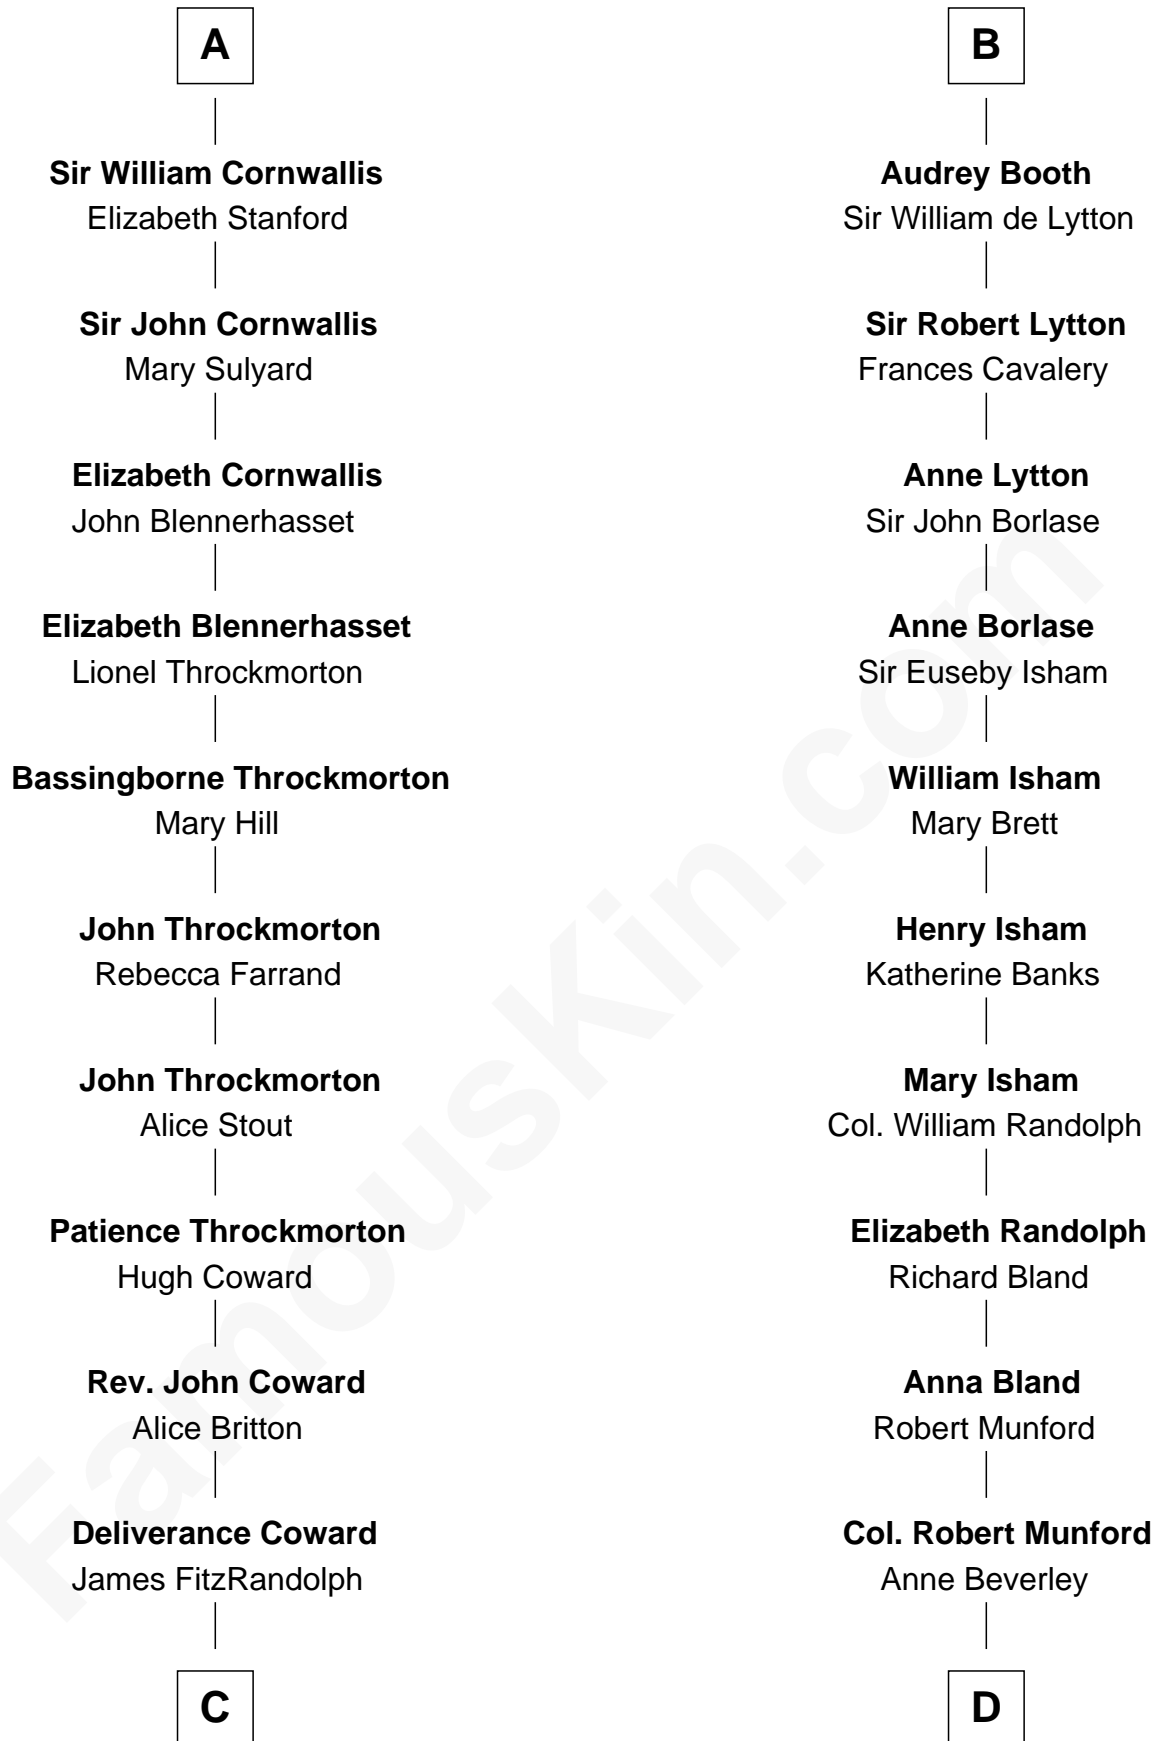 A
Sir William Cornwallis
Elizabeth Stanford
Sir John Cornwallis
Mary Sulyard
Elizabeth Cornwallis
John Blennerhasset
Elizabeth Blennerhasset
Lionel Throckmorton
Bassingborne Throckmorton
Mary Hill
John Throckmorton
Rebecca Farrand
John Throckmorton
Alice Stout
Patience Throckmorton
Hugh Coward
Rev. John Coward
Alice Britton
Deliverance Coward
James FitzRandolph
C
B
Audrey Booth
Sir William de Lytton
Sir Robert Lytton
Frances Cavalery
Anne Lytton
Sir John Borlase
Anne Borlase
Sir Euseby Isham
William Isham
Mary Brett
Henry Isham
Katherine Banks
Mary Isham
Col. William Randolph
Elizabeth Randolph
Richard Bland
Anna Bland
Robert Munford
Col. Robert Munford
Anne Beverley
D
FamousKin.com